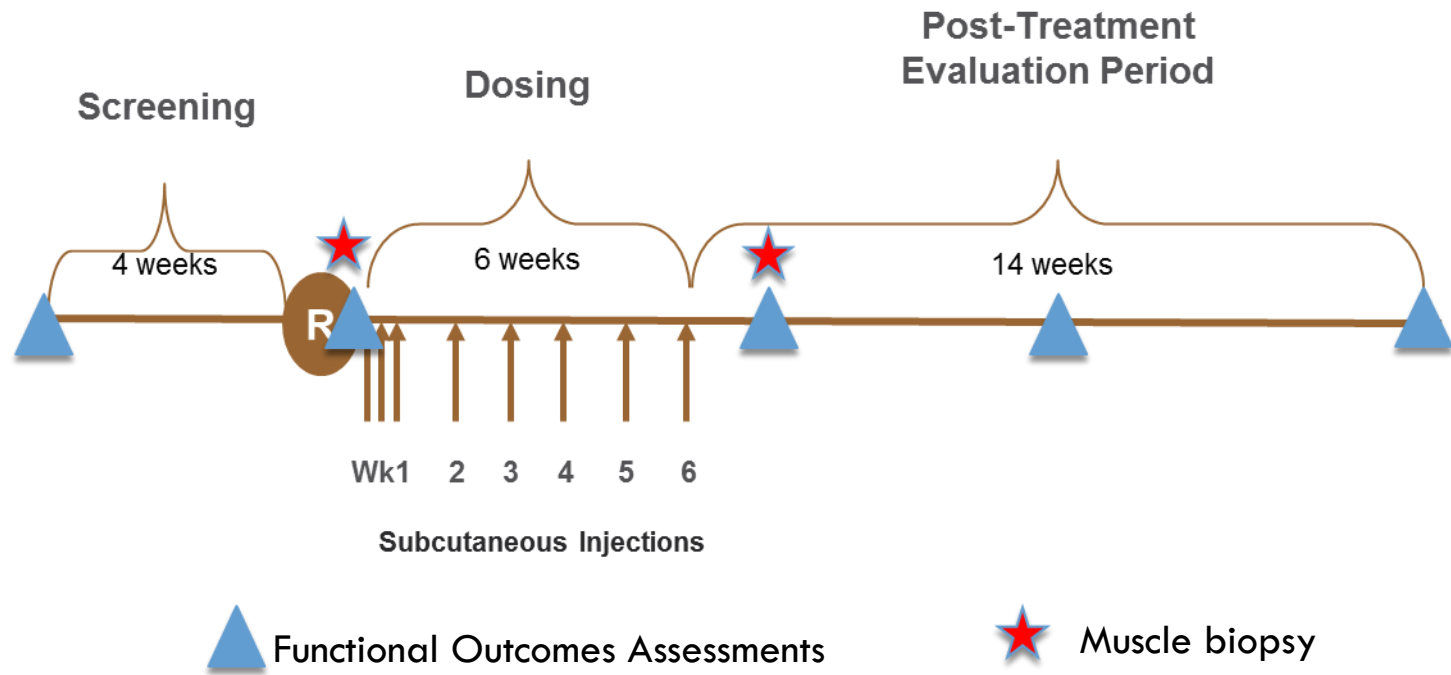 Post-Treatment
Evaluation Period
Dosing
Screening
4 weeks
6 weeks
14 weeks
R
Wk1 2 3 4 5 6
Subcutaneous Injections
Functional Outcomes Assessments
Muscle biopsy